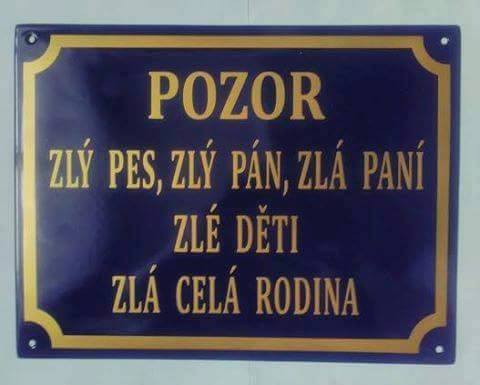 POZOR
ZLÝ PES, ZLÝ PÁN, ZLÁ PANÍ
ZLÉ DĚTI
ZLÁ CELÁ RODINA